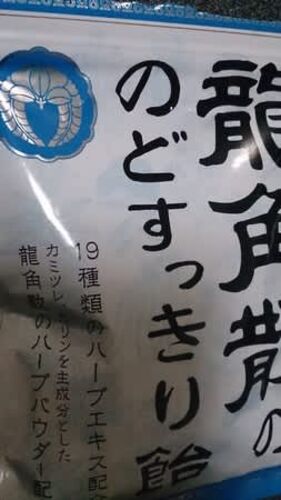 龍角散の
のどすっきり飴
19種類のハーブエキス配
カミツレ、カリンを主成分とした
龍角散のハーブパウダー配